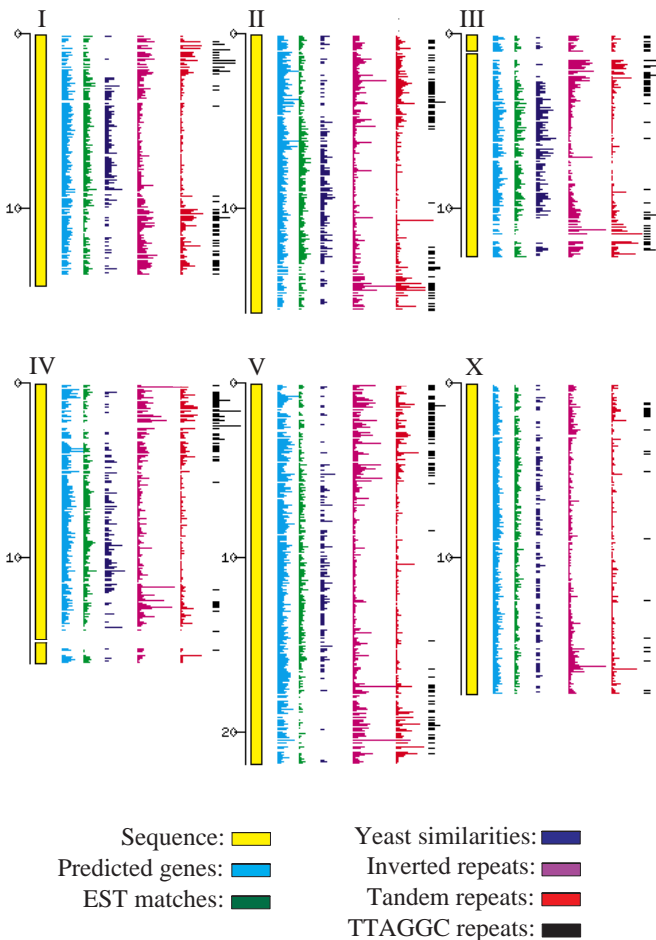 I II III
0 0 0
10 10 10
IV V X
0 0 0
10 10 10
20
Sequence:
Predicted genes:
EST matches:
Yeast similarities:
Inverted repeats:
Tandem repeats:
TTAGGC repeats: